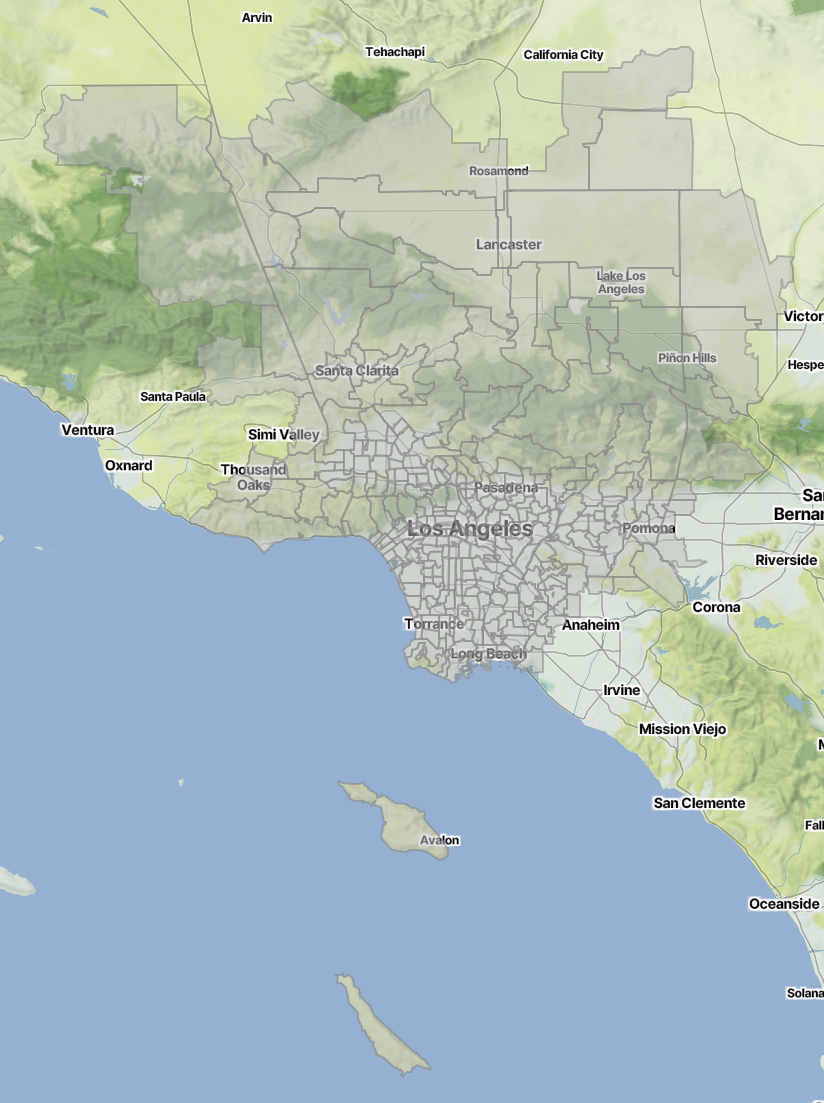 Arvin
Tehachapi
California City
Rosamond
Lancaster
Lake Los
Angeles
Victor
Piñon Hills
Hespe
Santa Clarita
Santa Paula
Ventura
Simi Valley
Oxnard
Thousand
Oaks
Pasadena
Sa
Bernar
Los Angeles
Pomona
Riverside
Corona
Torrance
Anaheim
Long Beach
Irvine
Mission Viejo
San Clemente
Fall
Avalon
Oceanside
Solana